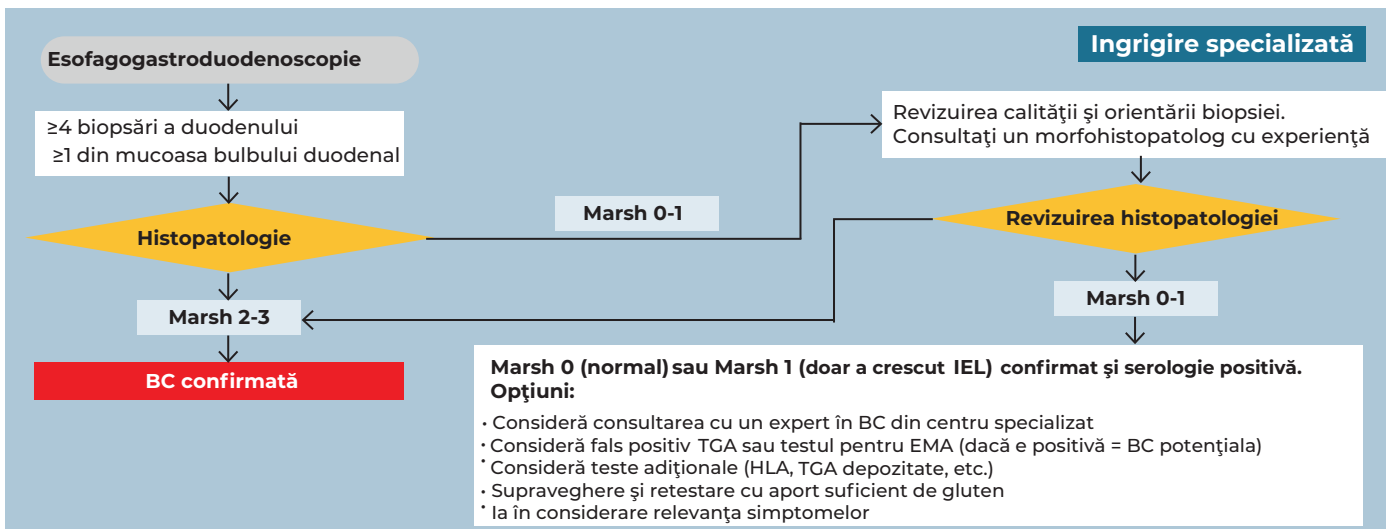 Ingrigire specializată
Esofagogastroduodenoscopie
≥4 biopsări a duodenului
≥1 din mucoasa bulbului duodenal
Histopatologie
Marsh 0-1
Revizuirea calităţii şi orientării biopsiei.
Consultaţi un morfohistopatolog cu experienţă
Revizuirea histopatologiei
Marsh 2-3
Marsh 0-1
BC confirmată
Marsh 0 (normal) sau Marsh 1 (doar a crescut IEL) confirmat şi serologie positivă.
Opţiuni:
· Consideră consultarea cu un expert în BC din centru specializat
· Consideră fals positiv TGA sau testul pentru EMA (dacă e positivă = BC potenţiala)
· Consideră teste adiţionale (HLA, TGA depozitate, etc.)
· Supraveghere şi retestare cu aport suficient de gluten
· Ia în considerare relevanţa simptomelor